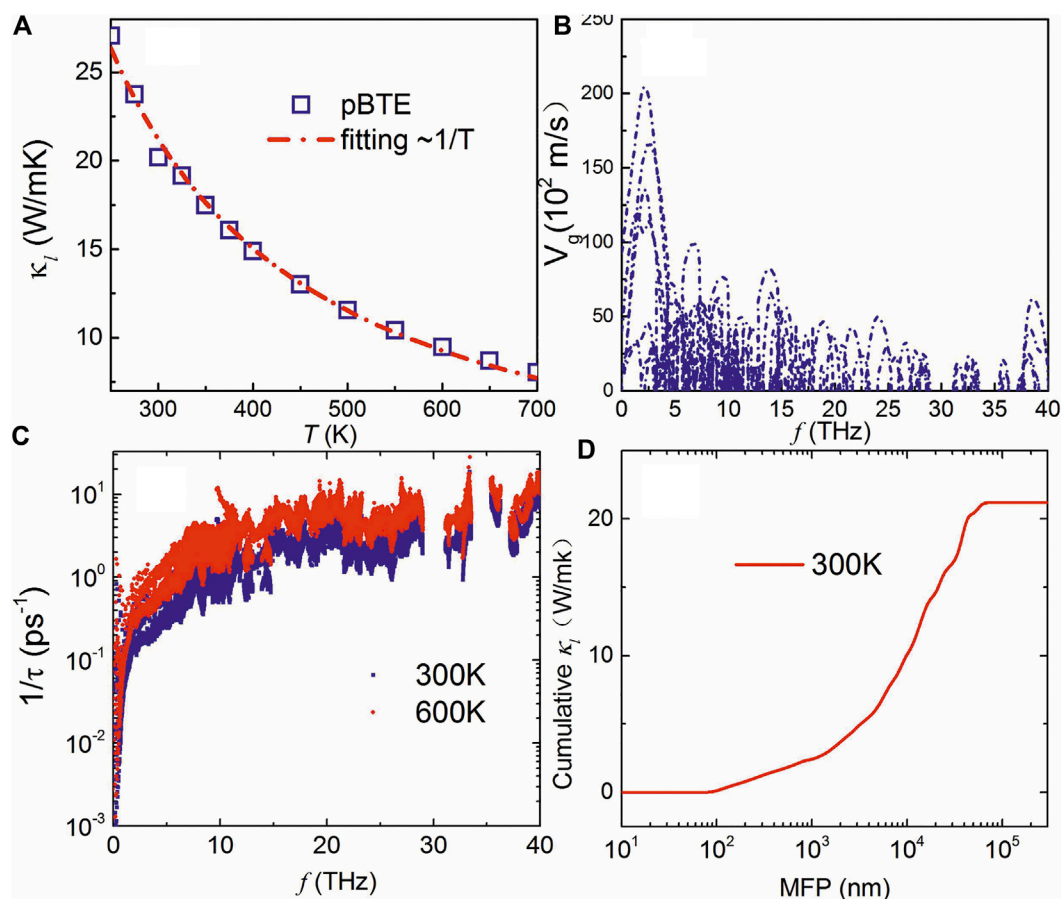 A
κl (W/mK)
25
20
15
10
pBTE
fitting ~1/T
300 400 500 600 700
T (K)
B
Vg(10² m/s)
250
200
150
100
50
0
0 5 10 15 20 25 30 35 40
f (THz)
C
1/τ (ps⁻¹)
10¹
10⁰
10⁻¹
10⁻²
10⁻³
300K
600K
0 10 20 30 40
f (THz)
D
Cumulative κl (W/mk)
20
10
0
300K
10¹ 10² 10³ 10⁴ 10⁵
MFP (nm)